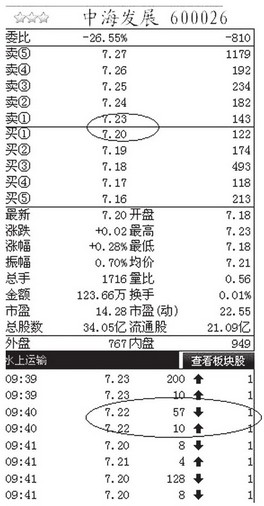 ☆☆☆ 中海发展 600026
委比 -26.55% -810
卖⑤ 7.27 1179
卖④ 7.26 192
卖③ 7.25 234
卖② 7.24 182
卖① 7.23 143
买① 7.20 122
买② 7.19 174
买③ 7.18 493
买④ 7.17 118
买⑤ 7.16 213
最新 7.20 开盘 7.18
涨跌 +0.02 最高 7.23
涨幅 +0.28% 最低 7.18
振幅 0.70% 均价 7.21
总手 1716 量比 0.56
金额 123.66万 换手 0.01%
市盈 14.28 市盈(动) 22.55
总股数 34.05亿 流通股 21.09亿
外盘 767 内盘 949
水上运输 查看板块股
09:39 7.23 200 ↑ 1
09:39 7.23 10 ↑ 1
09:40 7.22 57 ↓ 1
09:40 7.22 10 ↑ 1
09:41 7.20 8 ↓ 1
09:41 7.21 4 ↑ 1
09:41 7.20 128 ↓ 1
09:41 7.20 8 ↓ 1